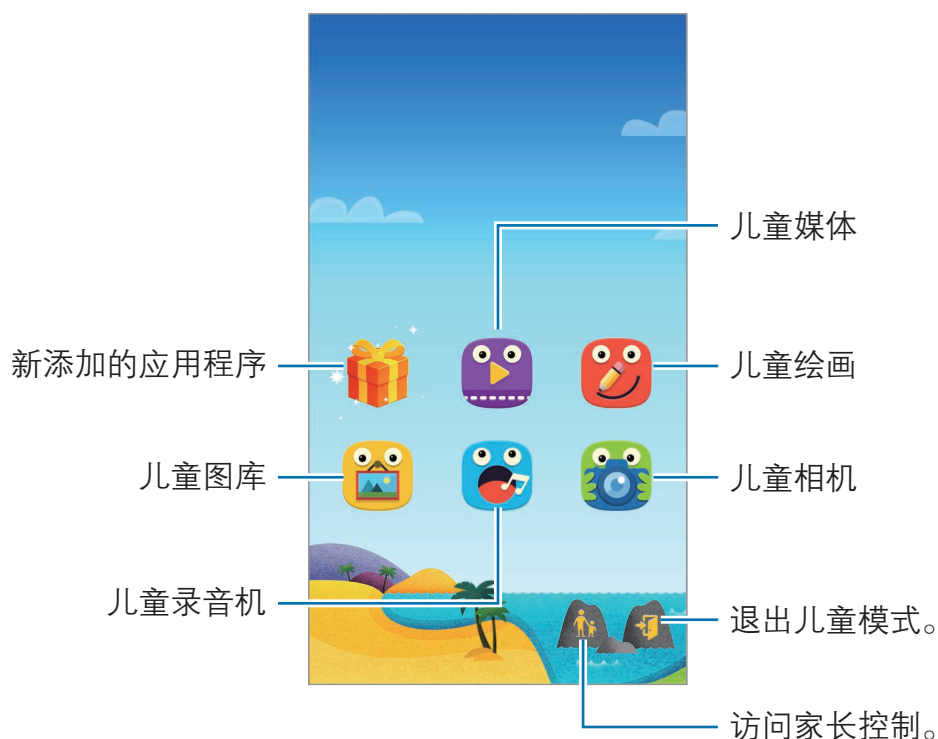 儿童媒体
新添加的应用程序
儿童绘画
儿童图库
儿童相机
儿童录音机
退出儿童模式。
访问家长控制。